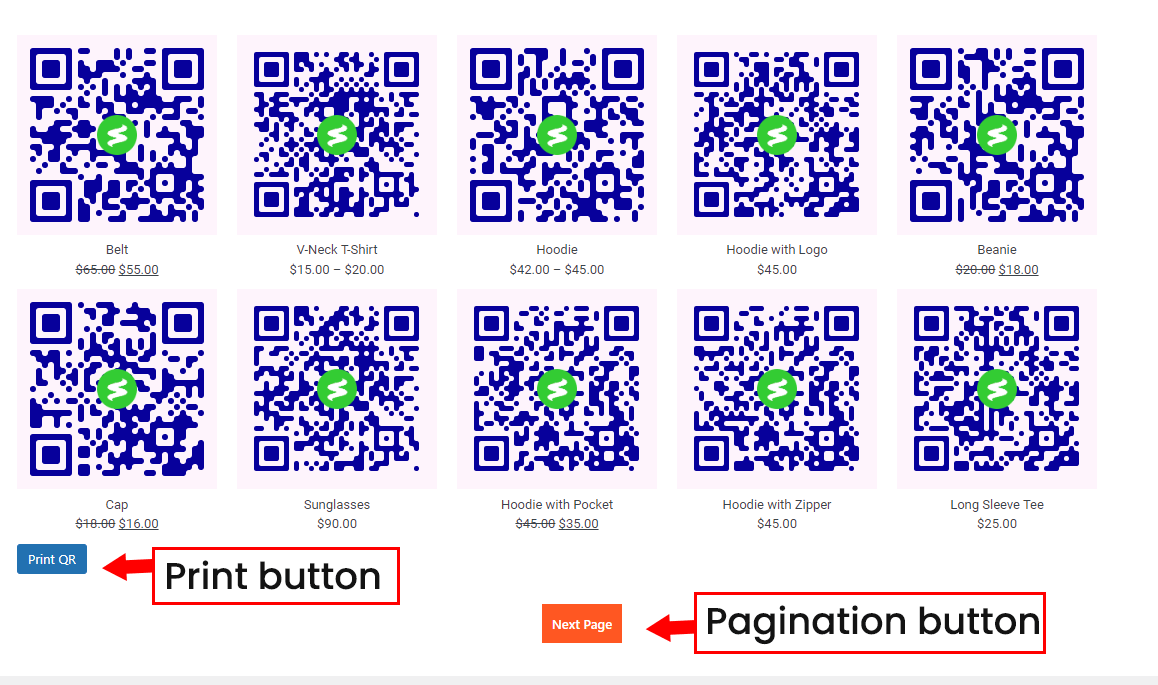 Belt
$65.00 $55.00
V-Neck T-Shirt
$15.00 – $20.00
Hoodie
$42.00 – $45.00
Hoodie with Logo
$45.00
Beanie
$20.00 $18.00
Cap
$18.00 $16.00
Sunglasses
$90.00
Hoodie with Pocket
$45.00 $35.00
Hoodie with Zipper
$45.00
Long Sleeve Tee
$25.00
Print QR
Print button
Next Page
Pagination button